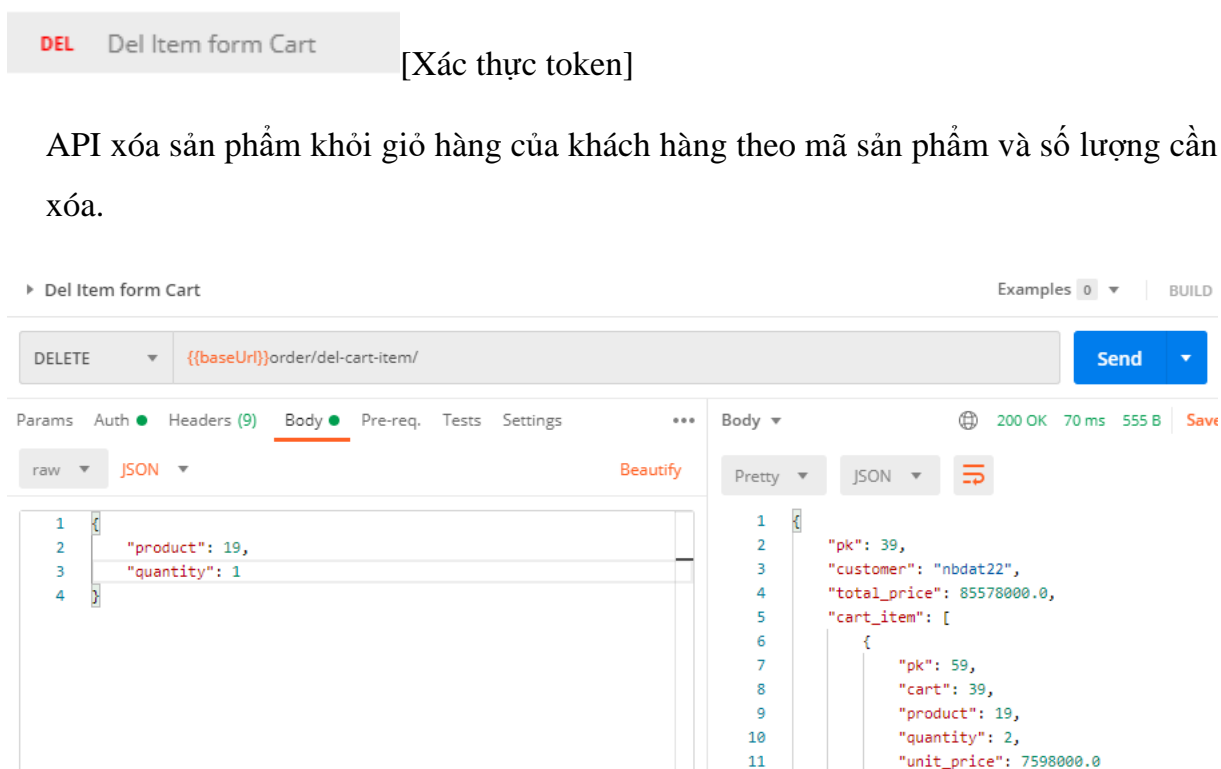 DEL Del Item form Cart [Xác thực token]
API xóa sản phẩm khỏi giỏ hàng của khách hàng theo mã sản phẩm và số lượng cần
xóa.
Del Item form Cart Examples 0 BUILD
DELETE {{baseUrl}}order/del-cart-item/ Send
Params Auth Headers (9) Body Pre-req. Tests Settings ••• Body 200 OK 70 ms 555 B Save
raw JSON Beautify Pretty JSON
1 {
2 "product": 19,
3 "quantity": 1
4 }
1 {
2 "pk": 39,
3 "customer": "nbdat22",
4 "total_price": 85578000.0,
5 "cart_item": [
6 {
7 "pk": 59,
8 "cart": 39,
9 "product": 19,
10 "quantity": 2,
11 "unit_price": 7598000.0